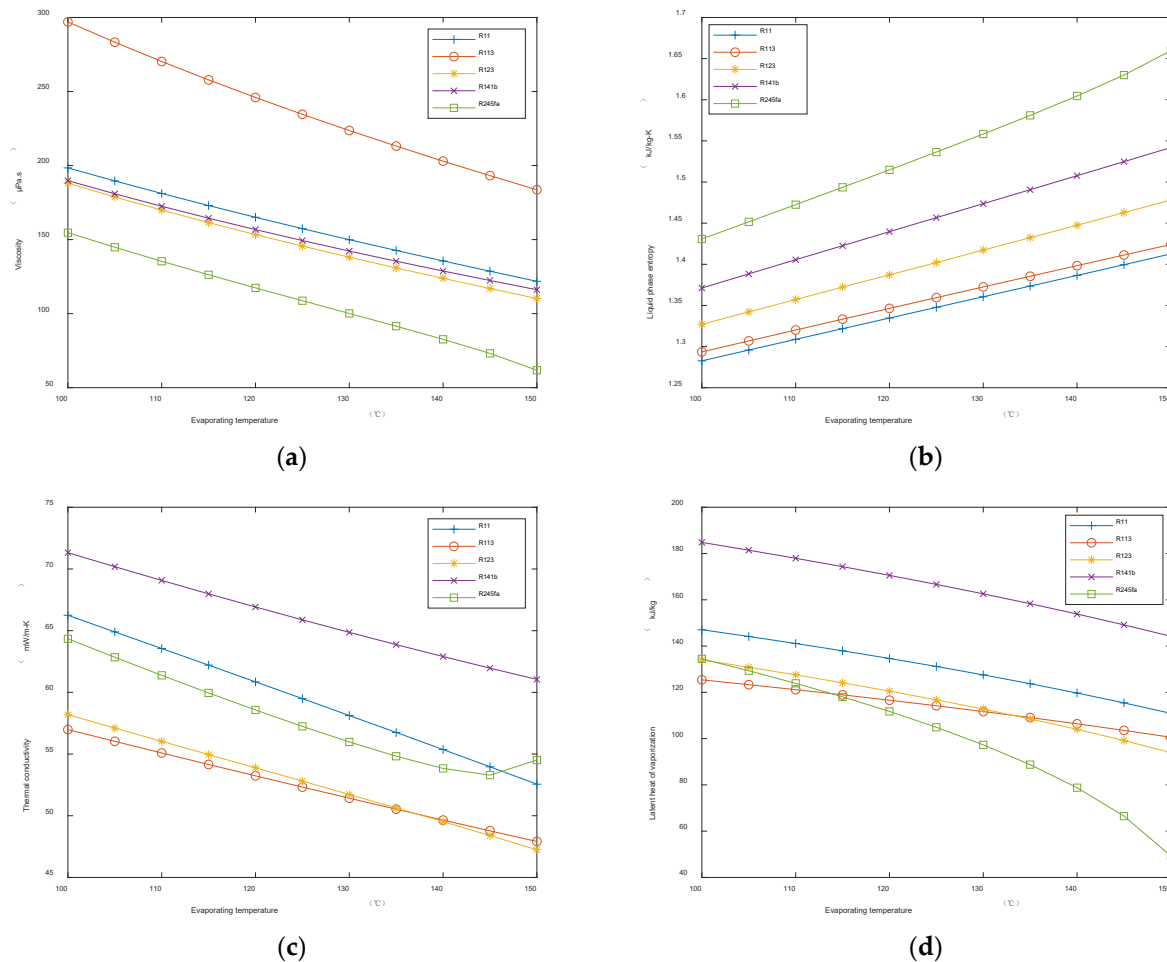 300
250
200
150
100
50
Viscosity （ μPa.s ）
R11
R113
R123
R141b
R245fa
100 110 120 130 140 150
Evaporating temperature （℃）
(a)
1.7
1.65
1.6
1.55
1.5
1.45
1.4
1.35
1.3
1.25
Liquid phase entropy （ kJ/kg-K ）
R11
R113
R123
R141b
R245fa
100 110 120 130 140 150
Evaporating temperature （℃）
(b)
75
70
65
60
55
50
45
Thermal conductivity （ mW/m-K ）
R11
R113
R123
R141b
R245fa
100 110 120 130 140 150
Evaporating temperature （℃）
(c)
200
180
160
140
120
100
80
60
40
Latent heat of vaporization （ kJ/kg ）
R11
R113
R123
R141b
R245fa
100 110 120 130 140 150
Evaporating temperature （℃）
(d)